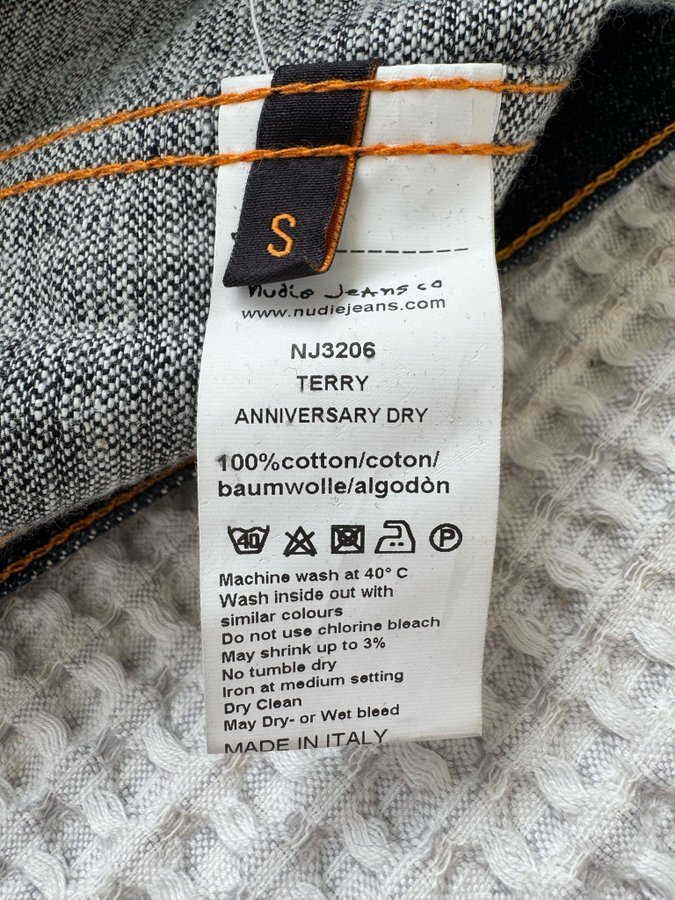 S
nudie jeans co
www.nudiejeans.com
NJ3206
TERRY
ANNIVERSARY DRY
100%cotton/coton/
baumwolle/algodòn
40 P
Machine wash at 40° C
Wash inside out with
similar colours
Do not use chlorine bleach
May shrink up to 3%
No tumble dry
Iron at medium setting
Dry Clean
May Dry- or Wet bleed
MADE IN ITALY